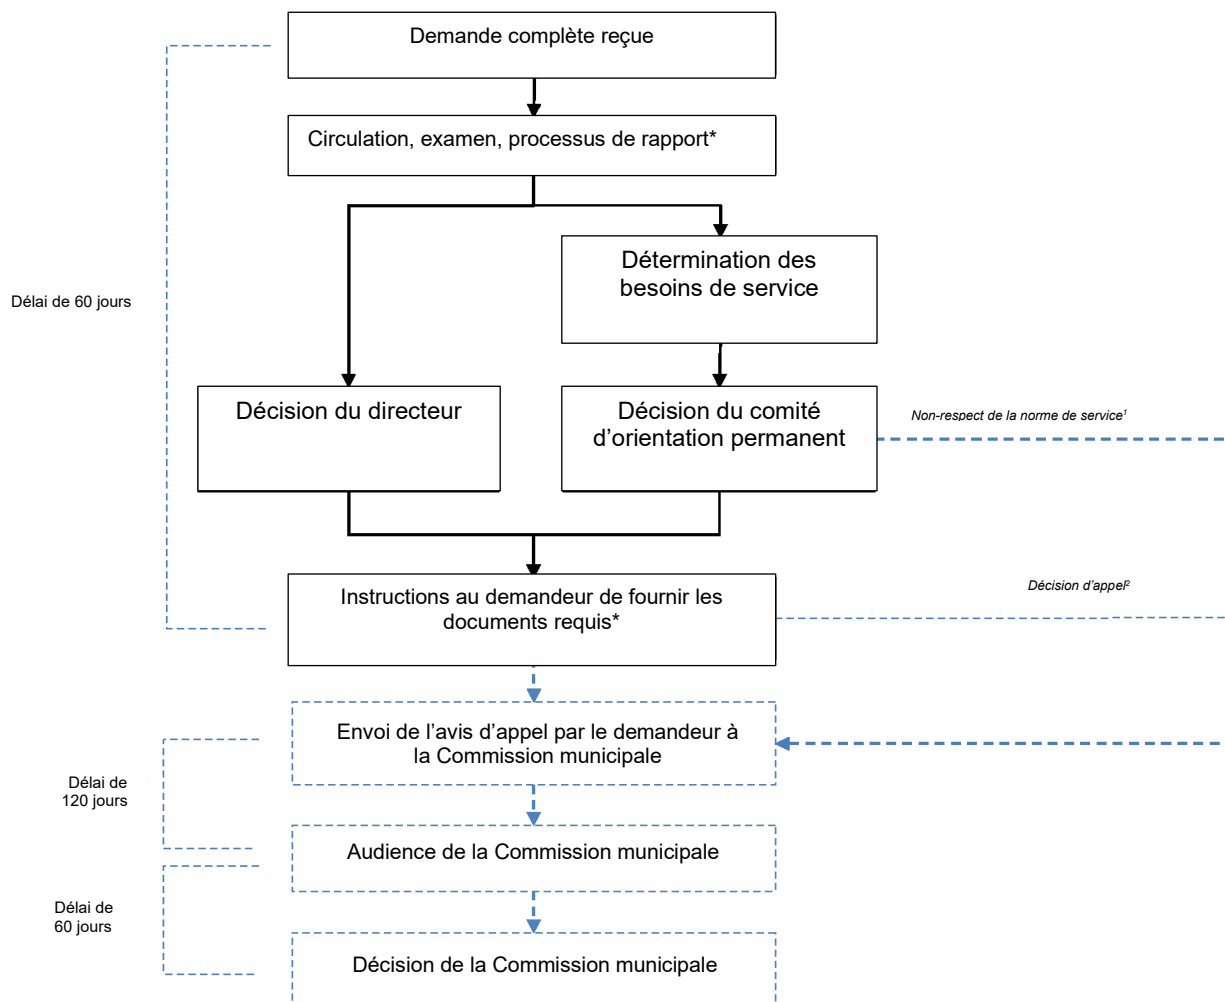 Demande complète reçue
Circulation, examen, processus de rapport*
Détermination des
besoins de service
Délai de 60 jours
Décision du directeur
Décision du comité
d'orientation permanent
Non-respect de la norme de service¹
Instructions au demandeur de fournir les
documents requis*
Décision d'appel²
Envoi de l'avis d'appel par le demandeur à
la Commission municipale
Délai de
120 jours
Audience de la Commission municipale
Délai de
60 jours
Décision de la Commission municipale